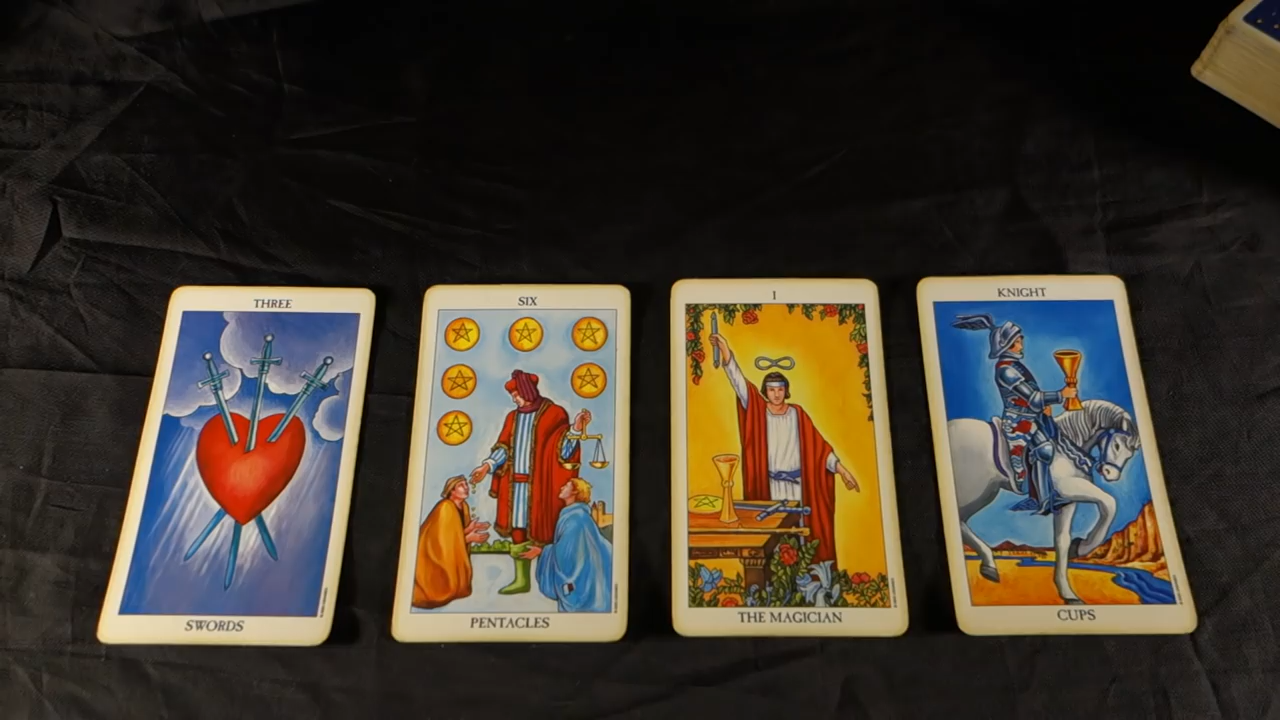 THREE
SWORDS
SIX
PENTACLES
I
THE MAGICIAN
KNIGHT
CUPS